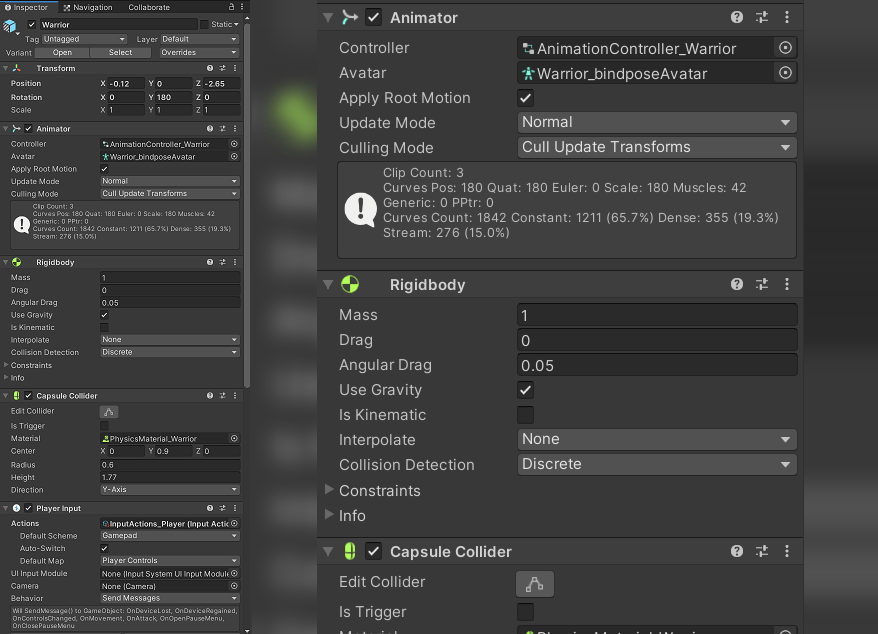 Inspector Navigation Collaborate
Warrior Static
Tag Untagged Layer Default
Variant Open Select Overrides
Transform
Position X -0.12 Y 0 Z -2.65
Rotation X 0 Y 180 Z 0
Scale X 1 Y 1 Z 1
Animator
Controller AnimationController_Warrior
Avatar Warrior_bindposeAvatar
Apply Root Motion
Update Mode Normal
Culling Mode Cull Update Transforms
Clip Count: 3
Curves Pos: 180 Quat: 180 Euler: 0 Scale: 180 Muscles: 42
Generic: 0 PPtr: 0
Curves Count: 1842 Constant: 1211 (65.7%) Dense: 355 (19.3%)
Stream: 276 (15.0%)
Rigidbody
Mass 1
Drag 0
Angular Drag 0.05
Use Gravity
Is Kinematic
Interpolate None
Collision Detection Discrete
Constraints
Info
Capsule Collider
Edit Collider
Is Trigger
Material PhysicsMaterial_Warrior
Center X 0 Y 0.9 Z 0
Radius 0.6
Height 1.77
Direction Y-Axis
Player Input
Actions InputActions_Player (Input Actic
Default Scheme Gamepad
Auto-Switch
Default Map Player Controls
UI Input Module None (Input System UI Input Module
Camera None (Camera)
Behavior Send Messages
Will SendMessage() to GameObject: OnDeviceLost, OnDeviceRegained,
OnControlsChanged, OnMovement, OnAttack, OnOpenPauseMenu,
OnClosePauseMenu
Animator
Controller AnimationController_Warrior
Avatar Warrior_bindposeAvatar
Apply Root Motion
Update Mode Normal
Culling Mode Cull Update Transforms
Clip Count: 3
Curves Pos: 180 Quat: 180 Euler: 0 Scale: 180 Muscles: 42
Generic: 0 PPtr: 0
Curves Count: 1842 Constant: 1211 (65.7%) Dense: 355 (19.3%)
Stream: 276 (15.0%)
Rigidbody
Mass 1
Drag 0
Angular Drag 0.05
Use Gravity
Is Kinematic
Interpolate None
Collision Detection Discrete
Constraints
Info
Capsule Collider
Edit Collider
Is Trigger